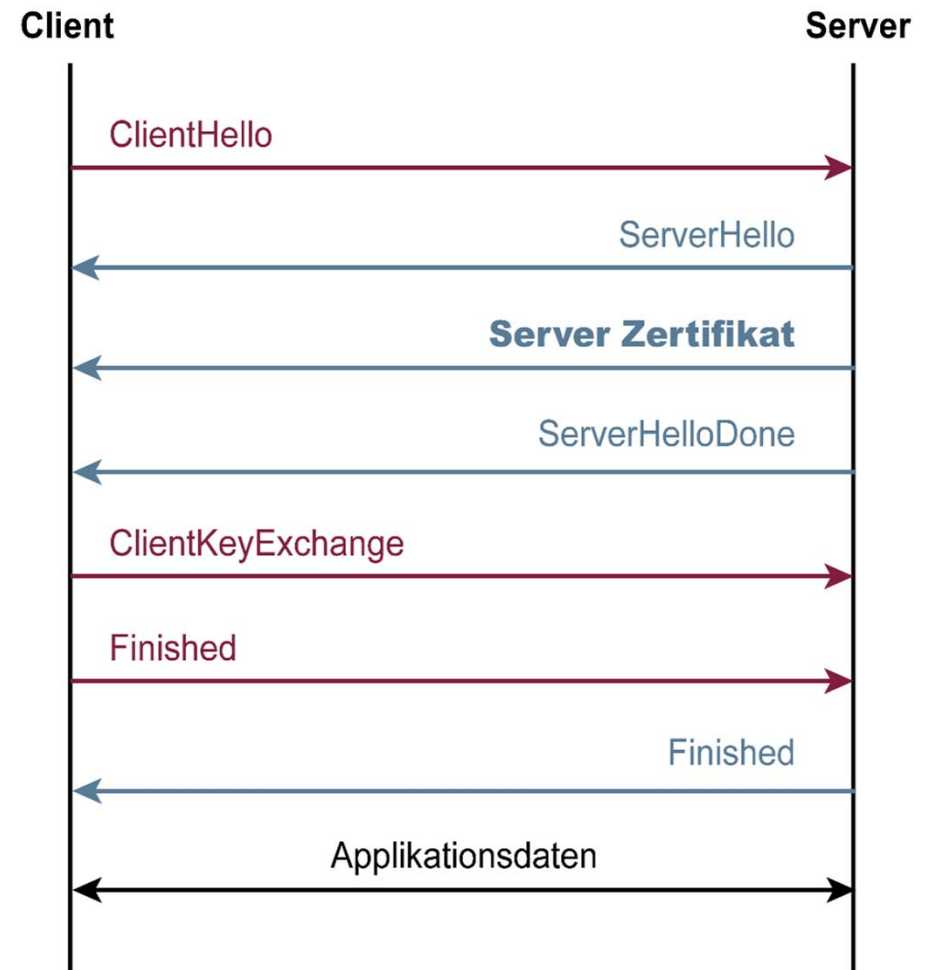 Client
Server
ClientHello
ServerHello
Server Zertifikat
ServerHelloDone
ClientKeyExchange
Finished
Finished
Applikationsdaten